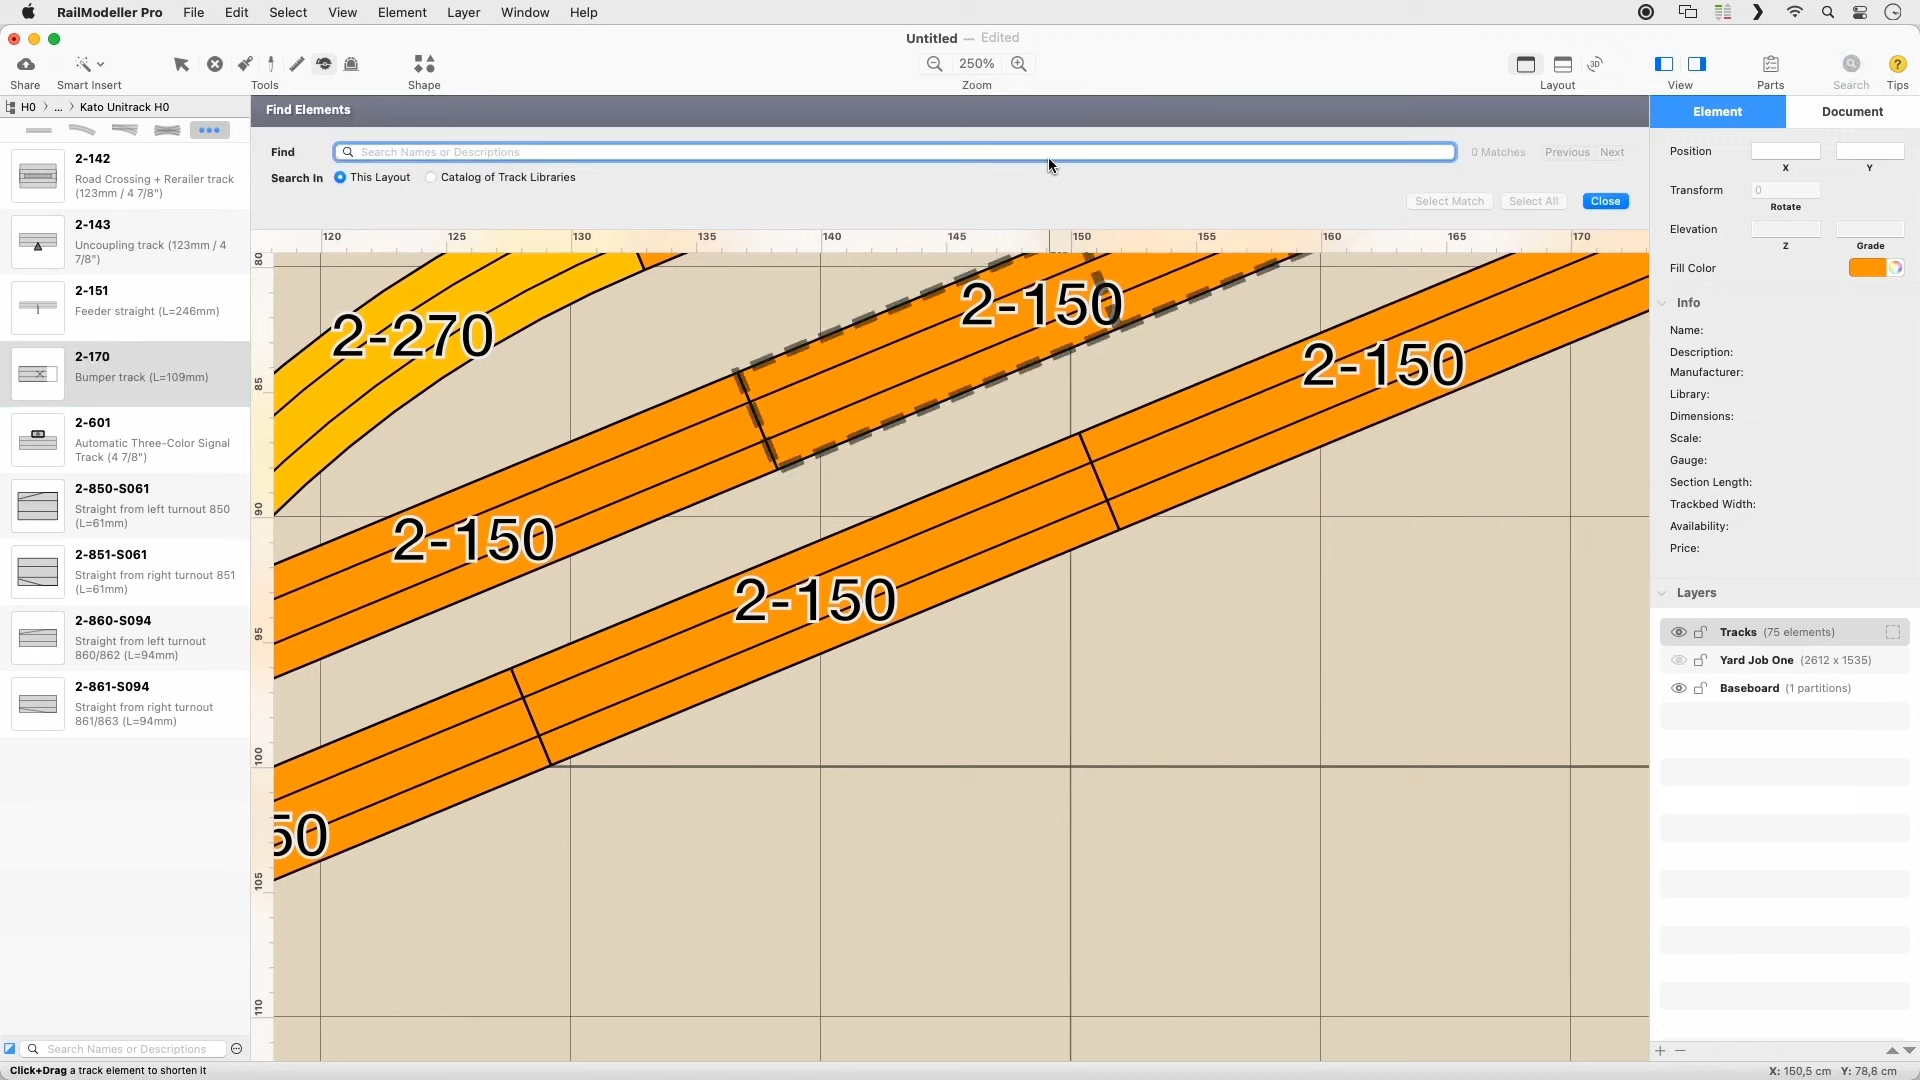 RailModeller Pro File Edit Select View Element Layer Window Help
Untitled — Edited
250%
Share Smart Insert Tools Shape Zoom Layout View Parts Search Tips
3D
H0 > ... > Kato Unitrack H0
2-142
Road Crossing + Rerailer track
(123mm / 4 7/8")
2-143
Uncoupling track (123mm / 4
7/8")
2-151
Feeder straight (L=246mm)
2-170
Bumper track (L=109mm)
2-601
Automatic Three-Color Signal
Track (4 7/8")
2-850-S061
Straight from left turnout 850
(L=61mm)
2-851-S061
Straight from right turnout 851
(L=61mm)
2-860-S094
Straight from left turnout
860/862 (L=94mm)
2-861-S094
Straight from right turnout
861/863 (L=94mm)
Search Names or Descriptions
Click+Drag a track element to shorten it
Find Elements
Find Search Names or Descriptions 0 Matches Previous Next
Search In This Layout Catalog of Track Libraries
Select Match Select All Close
120 125 130 135 140 145 150 155 160 165 170
80
85
90
95
100
105
110
2-150
2-270
2-150
2-150
2-150
50
Element Document
Position
X Y
Transform 0
Rotate
Elevation
Z Grade
Fill Color
Info
Name:
Description:
Manufacturer:
Library:
Dimensions:
Scale:
Gauge:
Section Length:
Trackbed Width:
Availability:
Price:
Layers
Tracks (75 elements)
Yard Job One (2612 x 1535)
Baseboard (1 partitions)
X: 150,5 cm Y: 78,8 cm